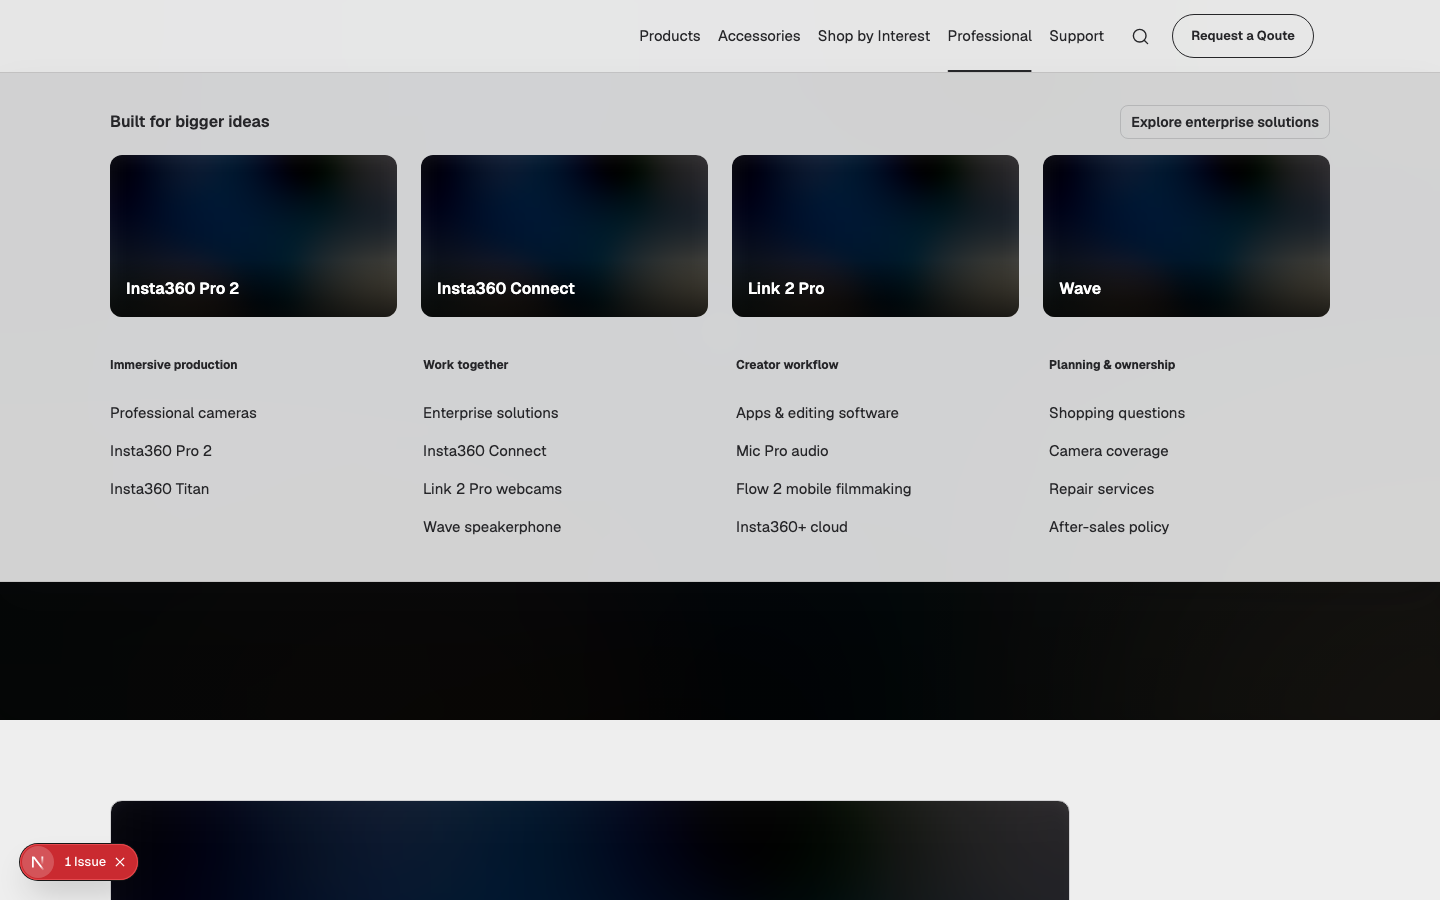 Products Accessories Shop by Interest Professional Support Request a Qoute
Built for bigger ideas
Explore enterprise solutions
Insta360 Pro 2
Insta360 Connect
Link 2 Pro
Wave
Immersive production
Professional cameras
Insta360 Pro 2
Insta360 Titan
Work together
Enterprise solutions
Insta360 Connect
Link 2 Pro webcams
Wave speakerphone
Creator workflow
Apps & editing software
Mic Pro audio
Flow 2 mobile filmmaking
Insta360+ cloud
Planning & ownership
Shopping questions
Camera coverage
Repair services
After-sales policy
N 1 Issue